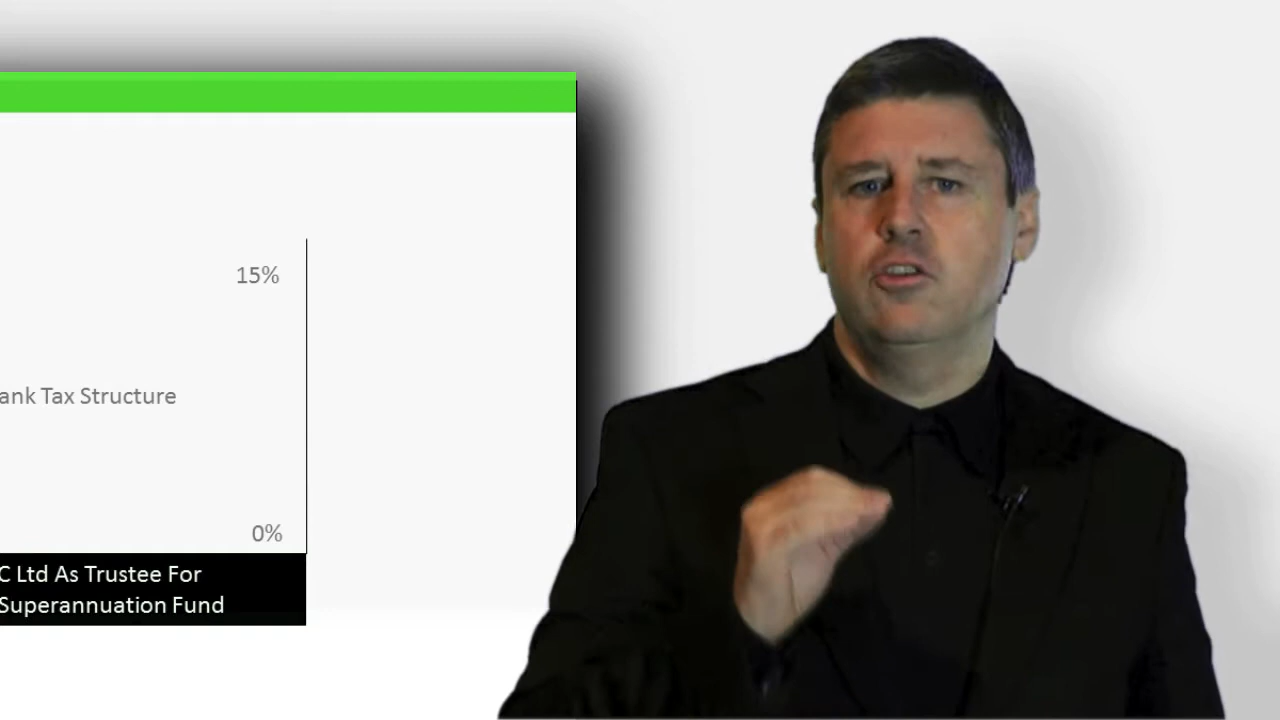 15%
ank Tax Structure
0%
C Ltd As Trustee For
Superannuation Fund